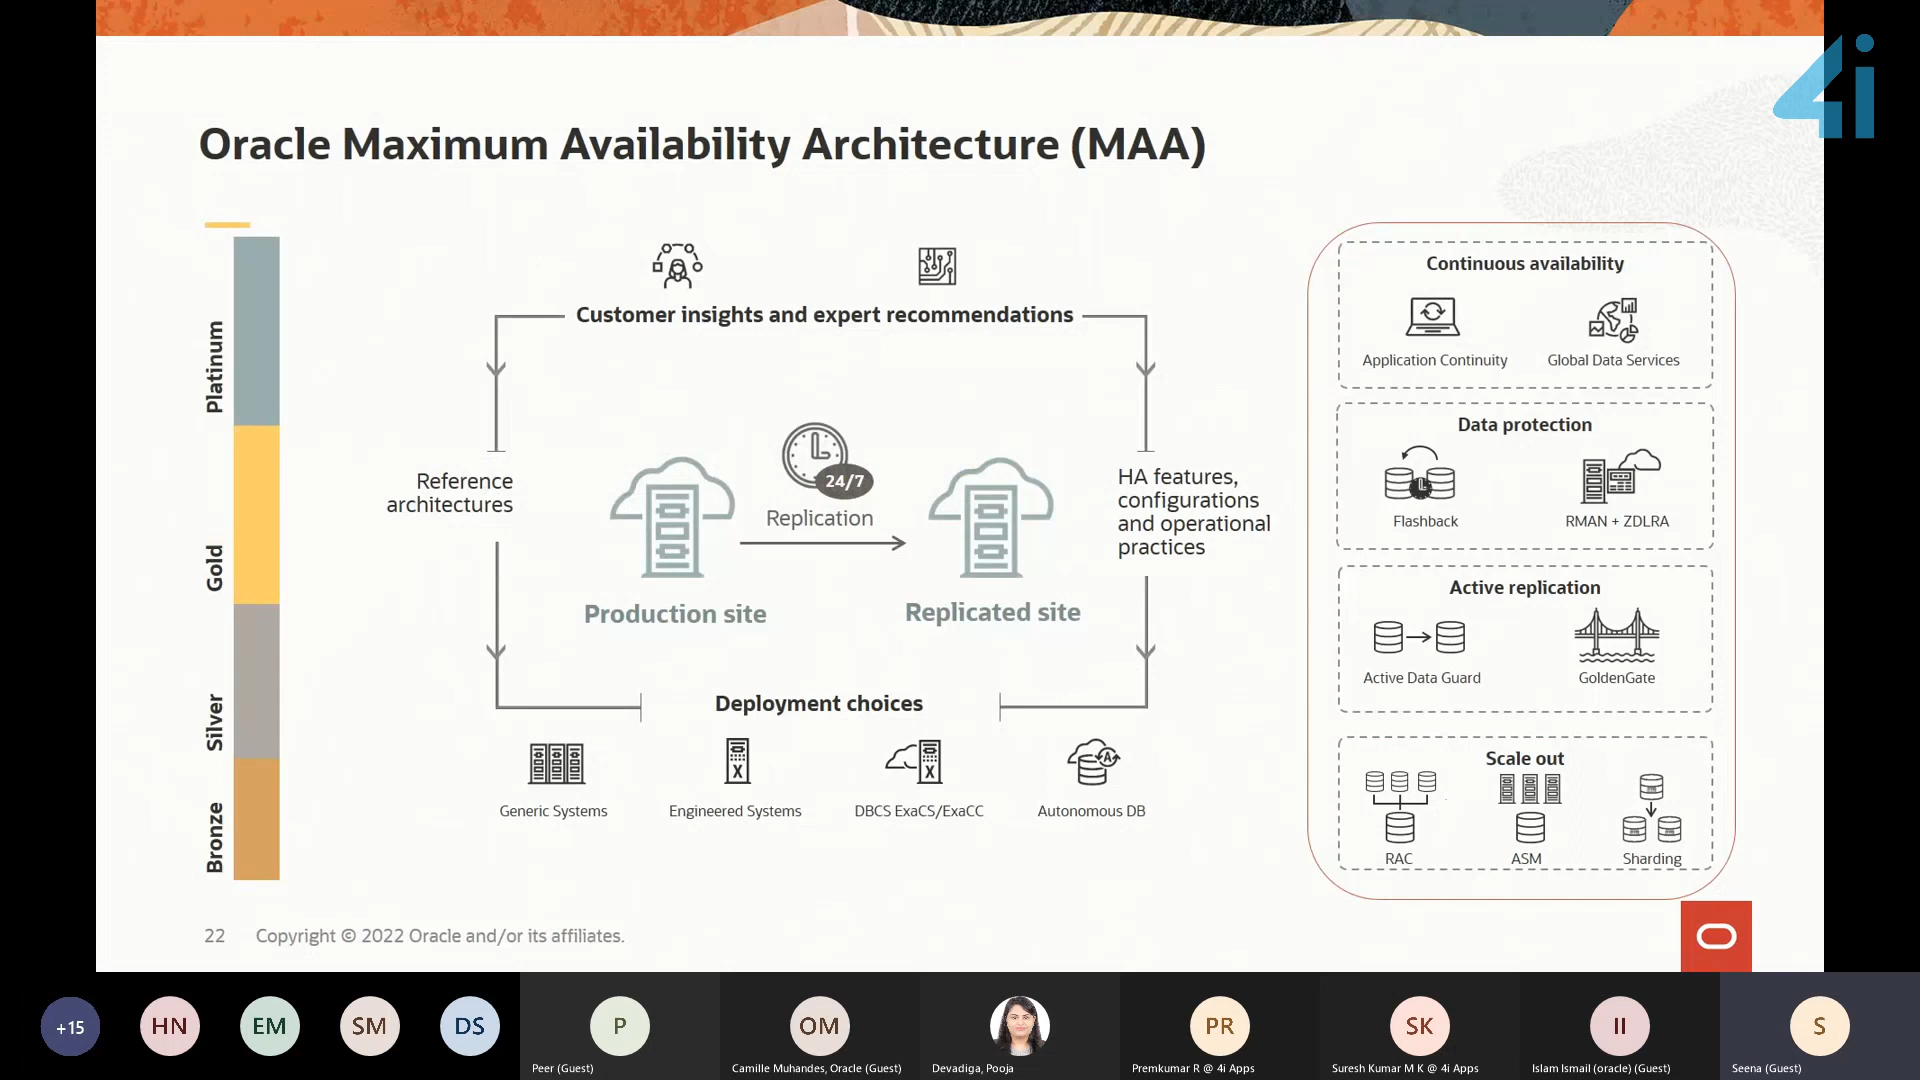 4i
Oracle Maximum Availability Architecture (MAA)
Platinum
Gold
Silver
Bronze
Customer insights and expert recommendations
Reference
architectures
24/7
Replication
Production site
Replicated site
HA features,
configurations
and operational
practices
Deployment choices
X
X
A
Generic Systems
Engineered Systems
DBCS ExaCS/ExaCC
Autonomous DB
Continuous availability
Application Continuity
Global Data Services
Data protection
Flashback
RMAN + ZDLRA
Active replication
Active Data Guard
GoldenGate
Scale out
RAC
ASM
Sharding
22
Copyright © 2022 Oracle and/or its affiliates.
+15
HN
EM
SM
DS
P
Peer (Guest)
OM
Camille Muhandes, Oracle (Guest)
Devadiga, Pooja
PR
Premkumar R @ 4i Apps
SK
Suresh Kumar M K @ 4i Apps
II
Islam Ismail (oracle) (Guest)
S
Seena (Guest)